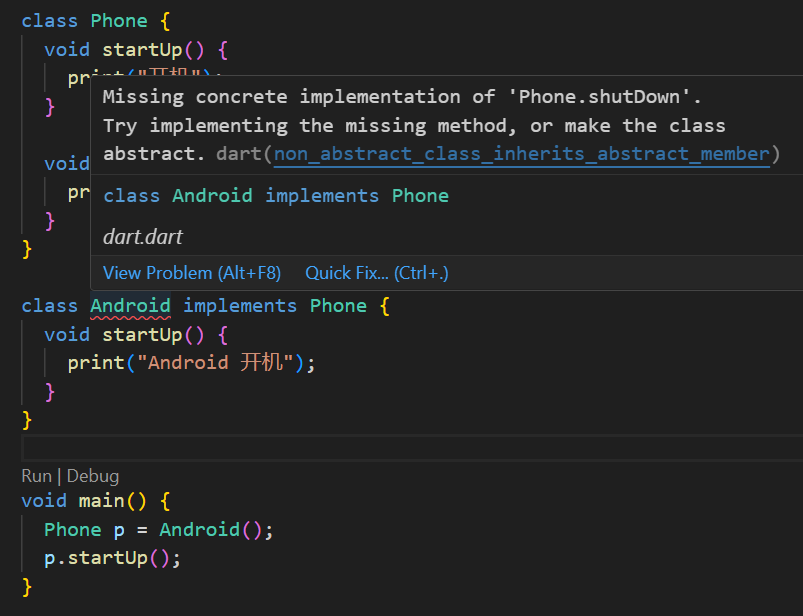 class Phone {
void startUp() {
print("开机");
}
Missing concrete implementation of 'Phone.shutDown'.
Try implementing the missing method, or make the class
abstract. dart(non_abstract_class_inherits_abstract_member)
class Android implements Phone
dart.dart
View Problem (Alt+F8) Quick Fix... (Ctrl+.)
void
pr
}
}
class Android implements Phone {
void startUp() {
print("Android 开机");
}
}
Run | Debug
void main() {
Phone p = Android();
p.startUp();
}